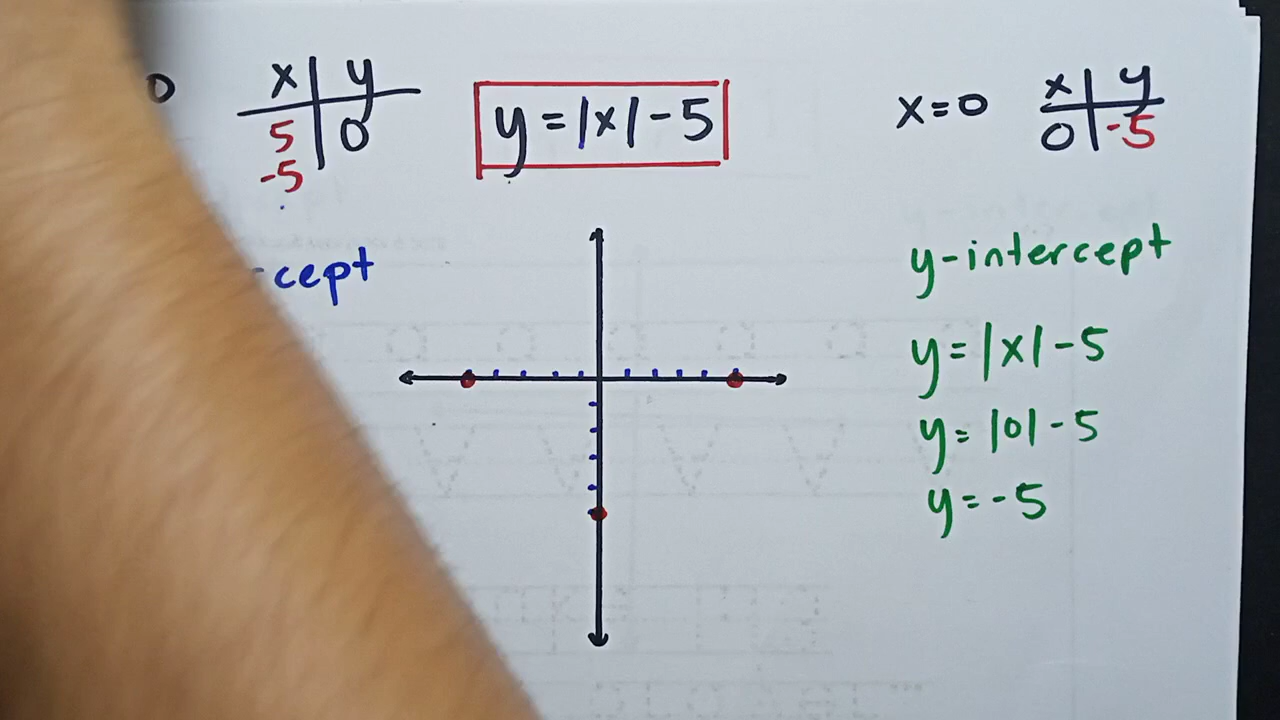 0
x y
5 0
-5
cept
y = |x| - 5
x = 0
x y
0 -5
y-intercept
y = |x| - 5
y = |0| - 5
y = -5